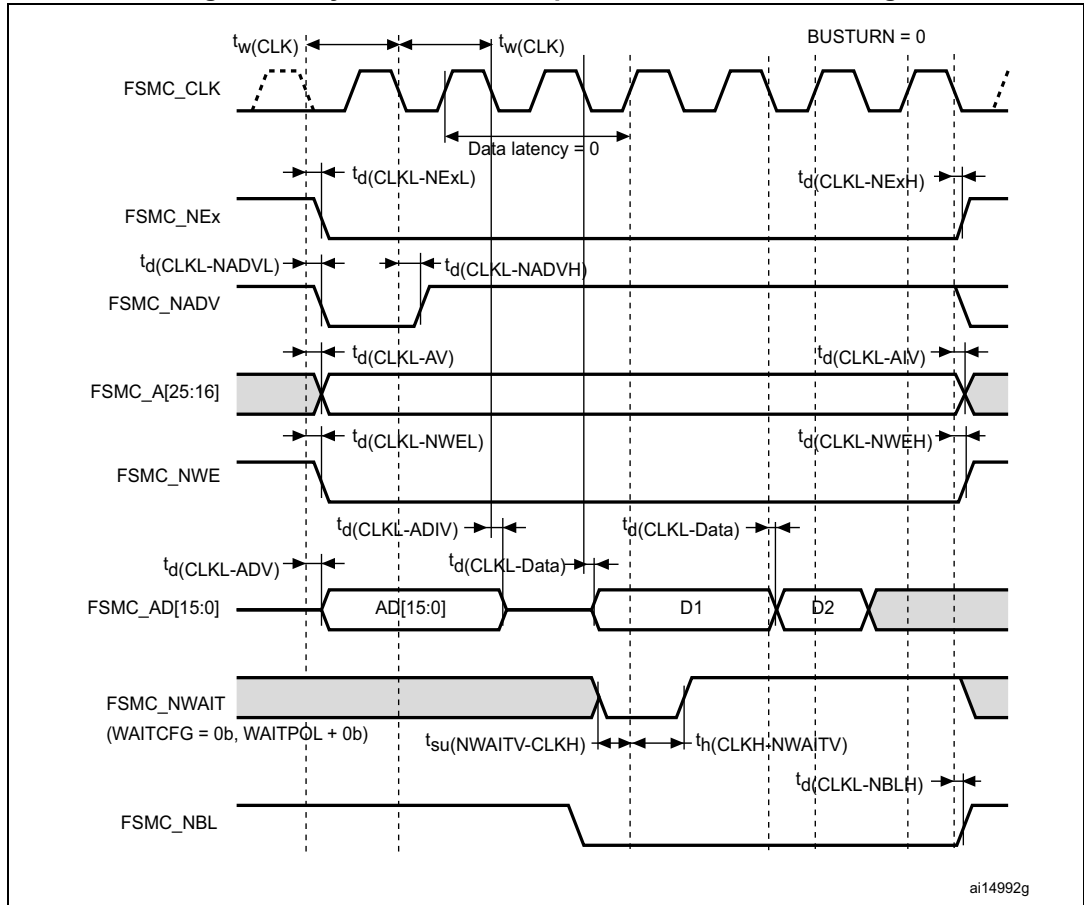 tw(CLK) tw(CLK) BUSTURN = 0
FSMC_CLK
Data latency = 0
td(CLKL-NExL) td(CLKL-NExH)
FSMC_NEx
td(CLKL-NADVL) td(CLKL-NADVH)
FSMC_NADV
td(CLKL-AV) td(CLKL-AIV)
FSMC_A[25:16]
td(CLKL-NWEL) td(CLKL-NWEH)
FSMC_NWE
td(CLKL-ADIV) td(CLKL-Data)
td(CLKL-ADV) td(CLKL-Data)
FSMC_AD[15:0] AD[15:0] D1 D2
FSMC_NWAIT
(WAITCFG = 0b, WAITPOL + 0b)
tsu(NWAITV-CLKH) th(CLKH-NWAITV)
td(CLKL-NBLH)
FSMC_NBL
ai14992g